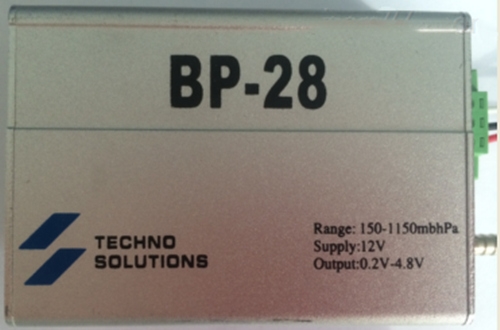 BP-28
TECHNO
SOLUTIONS
Range: 150-1150mbhPa
Supply:12V
Output:0.2V-4.8V